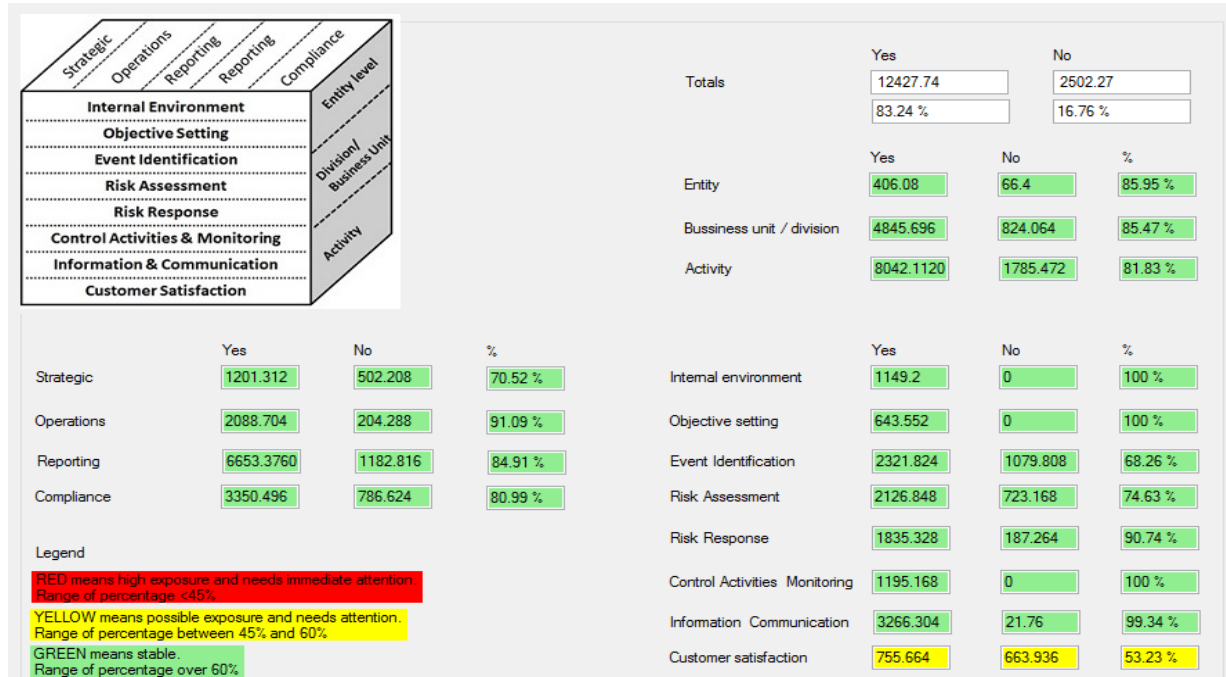 Strategic
Operations
Reporting
Reporting
Compliance
Entity level
Division/
Business Unit
Activity
Internal Environment
Objective Setting
Event Identification
Risk Assessment
Risk Response
Control Activities & Monitoring
Information & Communication
Customer Satisfaction
Yes No
Totals 12427.74 2502.27
83.24 % 16.76 %
Yes No %
Entity 406.08 66.4 85.95 %
Bussiness unit / division 4845.696 824.064 85.47 %
Activity 8042.1120 1785.472 81.83 %
Yes No %
Strategic 1201.312 502.208 70.52 %
Operations 2088.704 204.288 91.09 %
Reporting 6653.3760 1182.816 84.91 %
Compliance 3350.496 786.624 80.99 %
Legend
RED means high exposure and needs immediate attention.
Range of percentage <45%
YELLOW means possible exposure and needs attention.
Range of percentage between 45% and 60%
GREEN means stable.
Range of percentage over 60%
Yes No %
Internal environment 1149.2 0 100 %
Objective setting 643.552 0 100 %
Event Identification 2321.824 1079.808 68.26 %
Risk Assessment 2126.848 723.168 74.63 %
Risk Response 1835.328 187.264 90.74 %
Control Activities Monitoring 1195.168 0 100 %
Information Communication 3266.304 21.76 99.34 %
Customer satisfaction 755.664 663.936 53.23 %